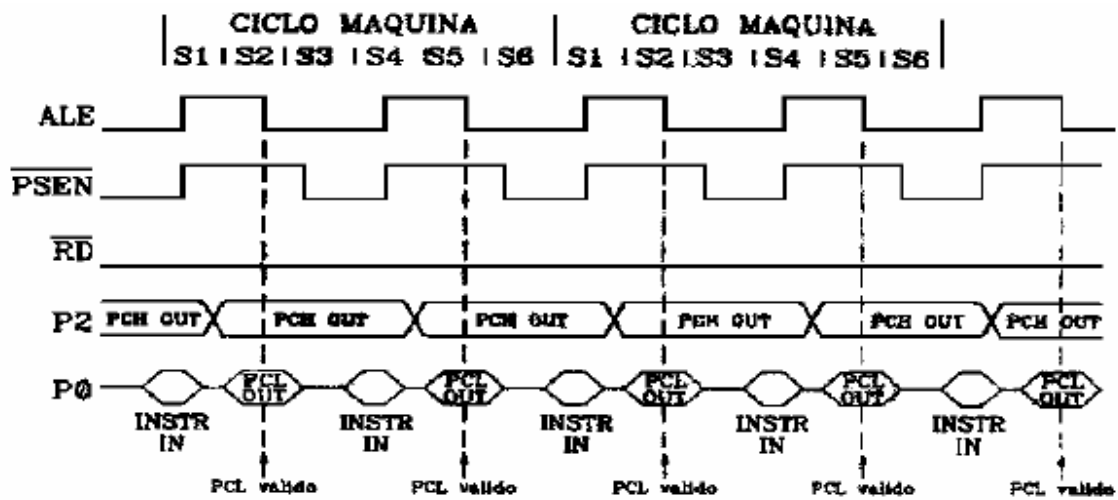 CICLO MAQUINA CICLO MAQUINA
S1 S2 S3 S4 S5 S6 S1 S2 S3 S4 S5 S6
ALE
PSEN
RD
P2 PCH OUT PCH OUT PCH OUT PCH OUT PCH OUT PCH OUT
P0 PCL OUT PCL OUT PCL OUT PCL OUT PCL OUT
INSTR IN INSTR IN INSTR IN INSTR IN INSTR IN
PCL valido PCL valido PCL valido PCL valido PCL valido